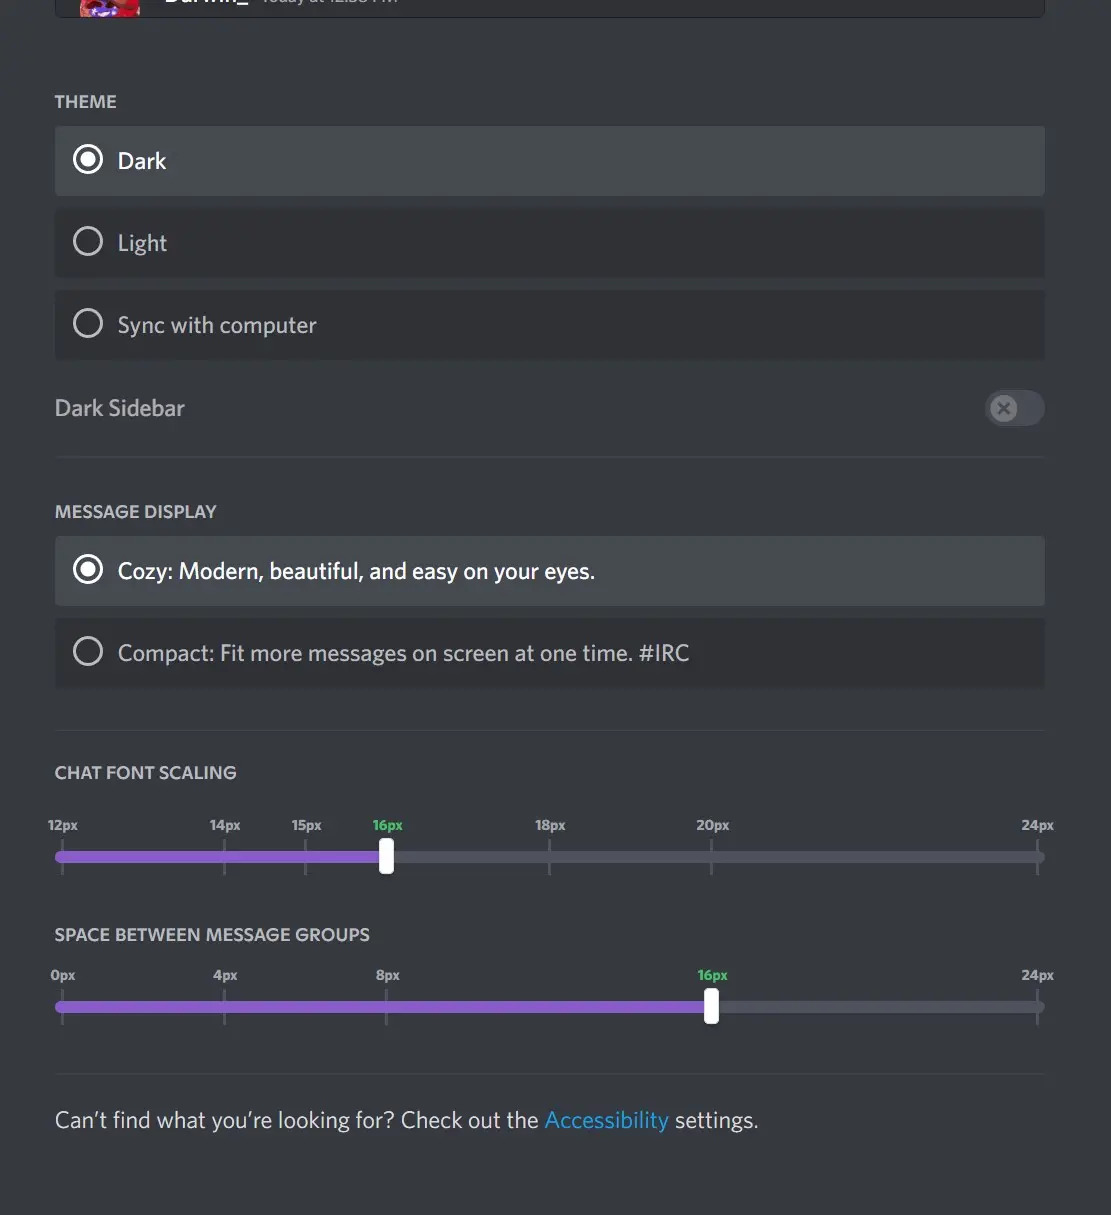 THEME
Dark
Light
Sync with computer
Dark Sidebar
MESSAGE DISPLAY
Cozy: Modern, beautiful, and easy on your eyes.
Compact: Fit more messages on screen at one time. #IRC
CHAT FONT SCALING
12px 14px 15px 16px 18px 20px 24px
SPACE BETWEEN MESSAGE GROUPS
0px 4px 8px 16px 24px
Can’t find what you’re looking for? Check out the Accessibility settings.